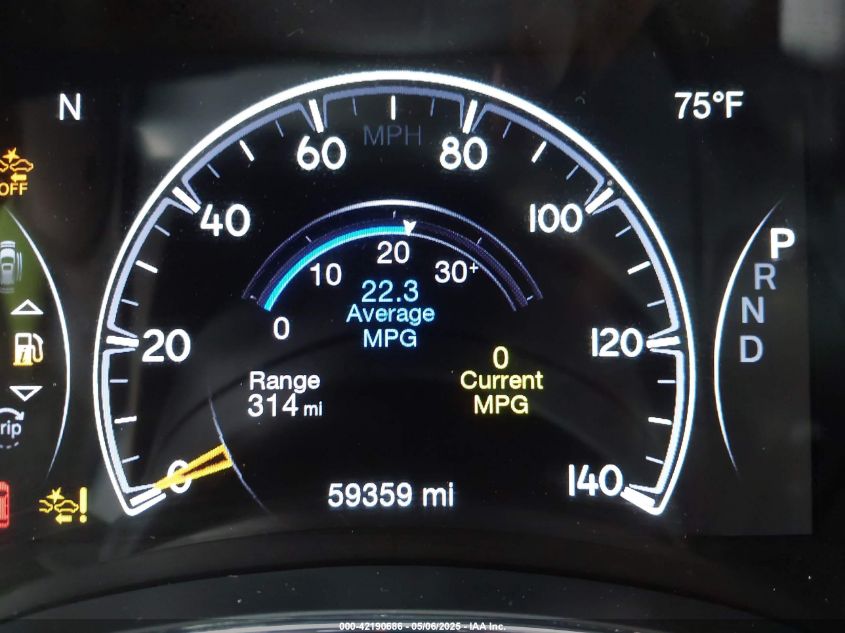 N
75°F
MPH
60
80
OFF
40
100
P
R
N
D
20
10
30+
22.3
Average
MPG
0
20
120
0
Current
MPG
Range
314 mi
rip
0
140
59359 mi
000-42190686 - 05/06/2025 - IAA Inc.